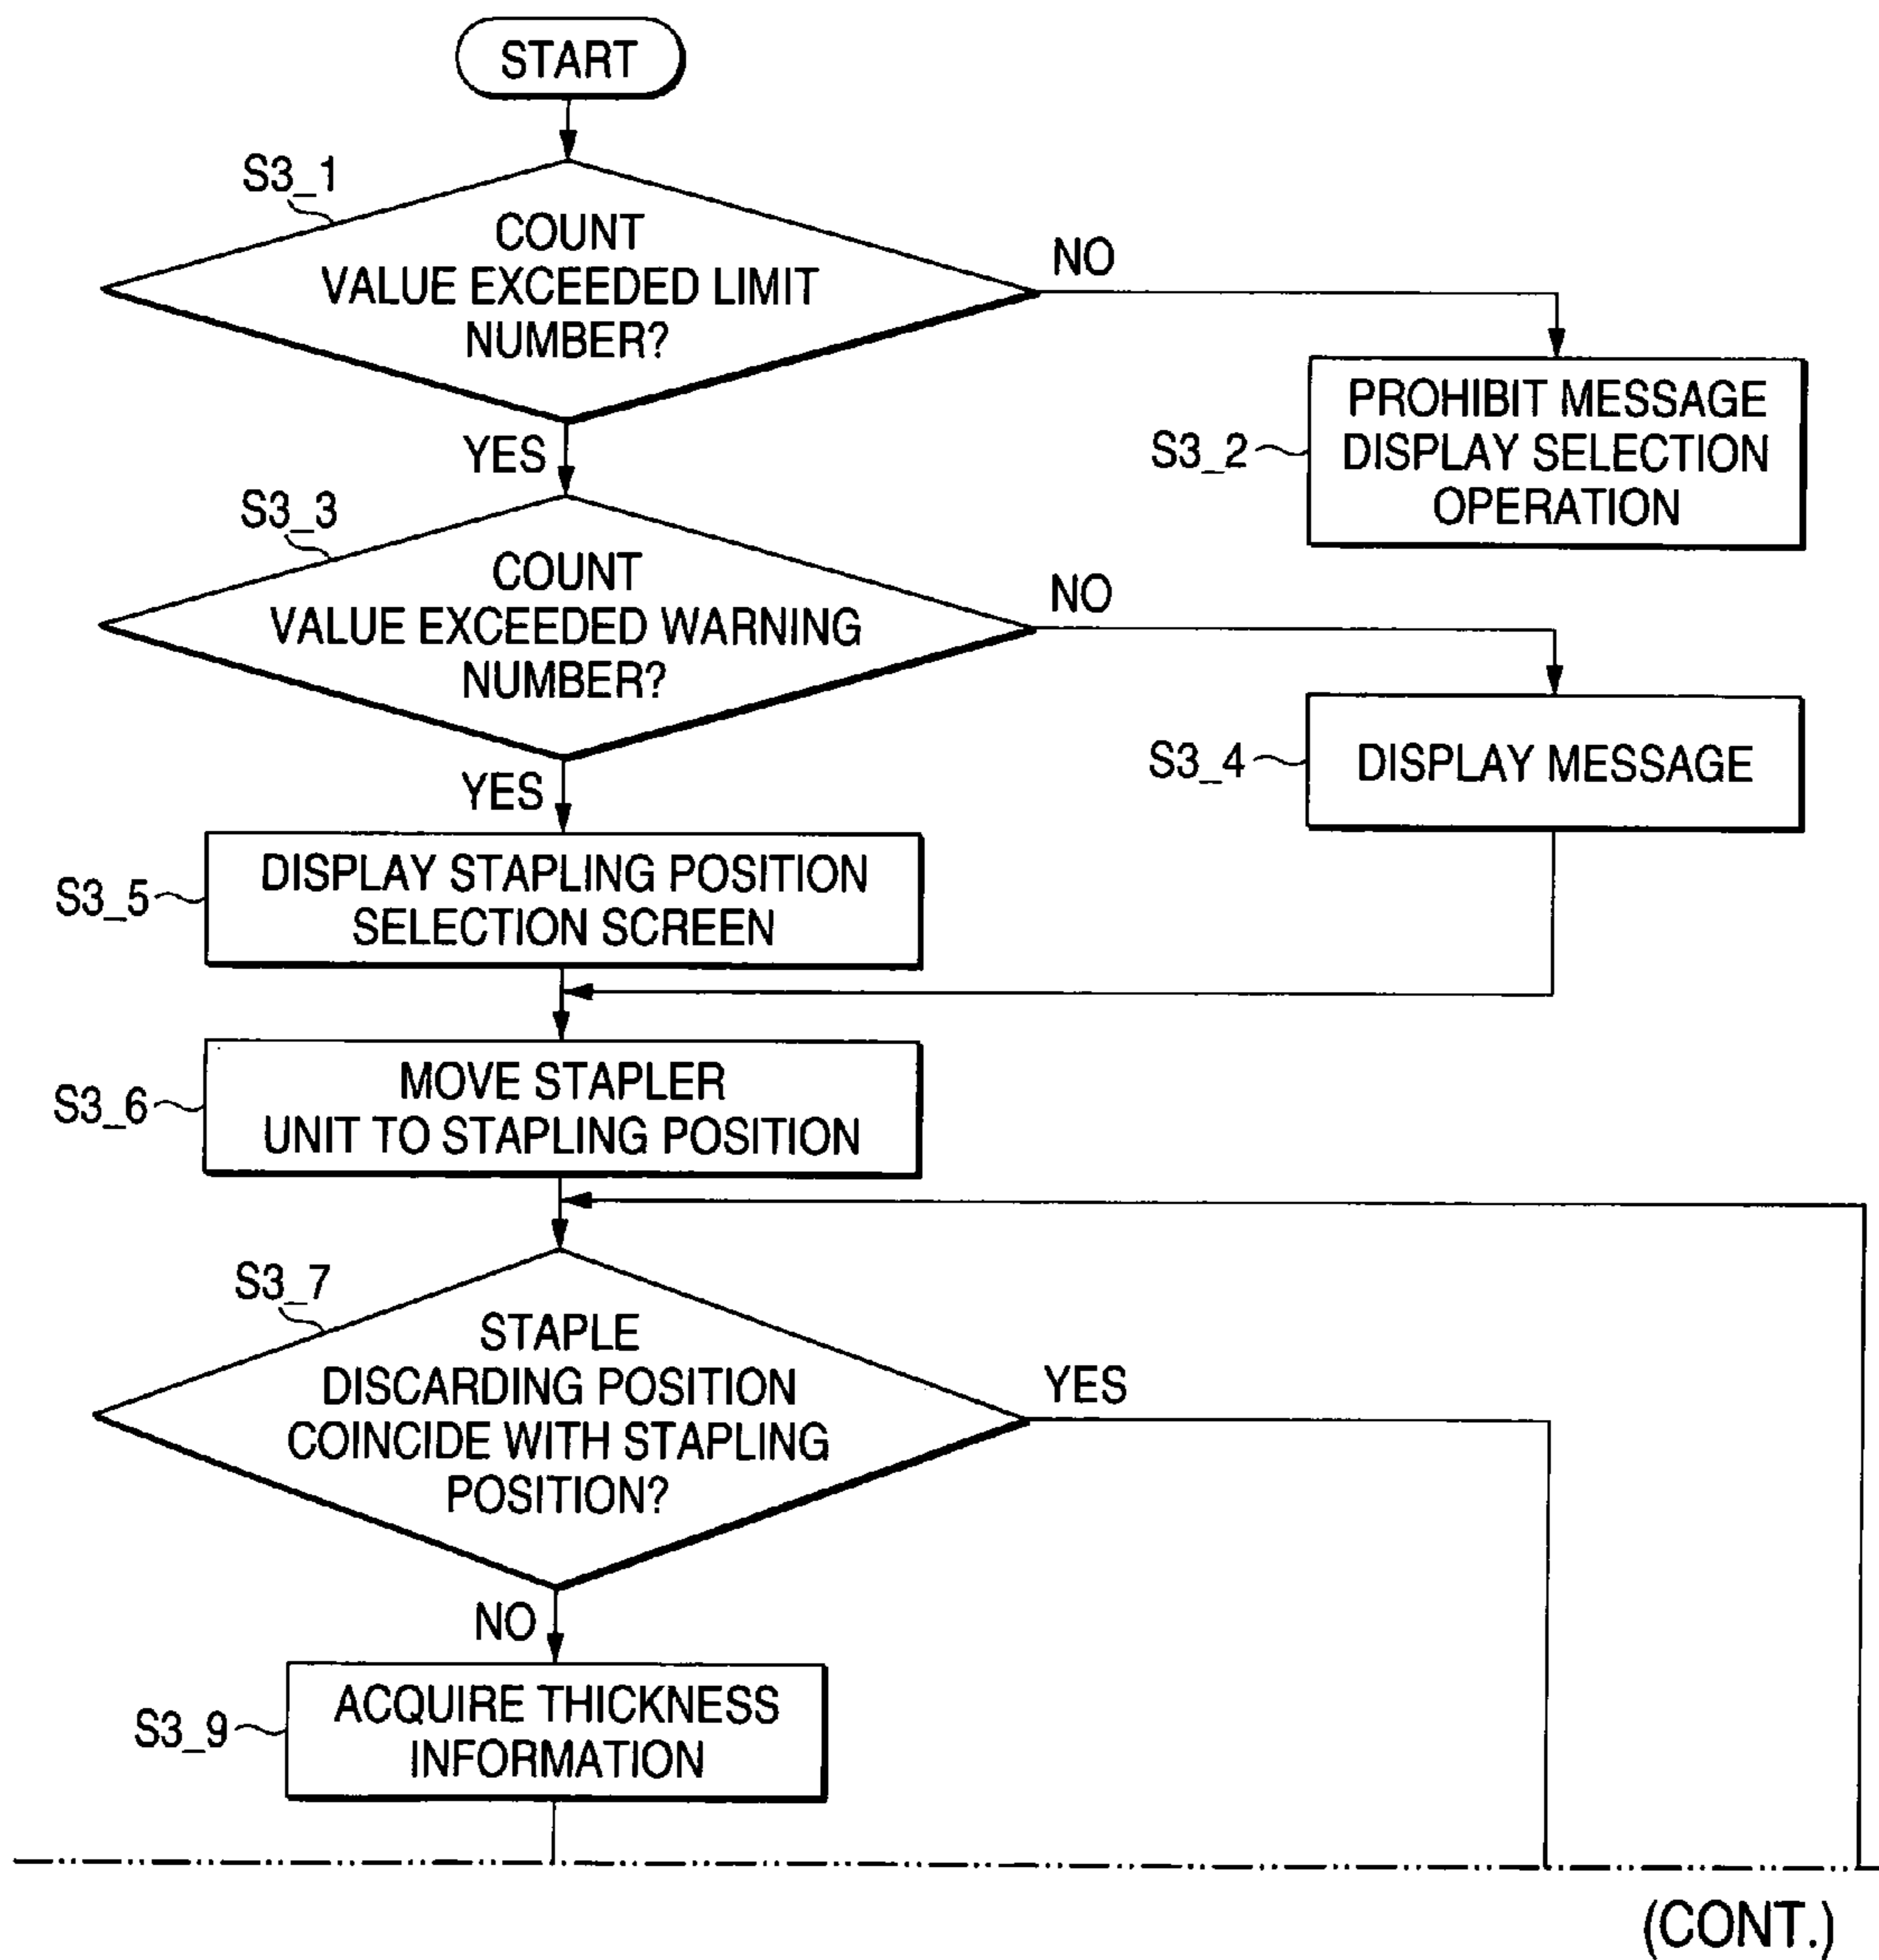 START
S3_1
COUNT
VALUE EXCEEDED LIMIT
NUMBER?
NO
YES
PROHIBIT MESSAGE
DISPLAY SELECTION
OPERATION
S3_2
S3_3
COUNT
VALUE EXCEEDED WARNING
NUMBER?
NO
YES
S3_4
DISPLAY MESSAGE
S3_5
DISPLAY STAPLING POSITION
SELECTION SCREEN
S3_6
MOVE STAPLER
UNIT TO STAPLING POSITION
S3_7
STAPLE
DISCARDING POSITION
COINCIDE WITH STAPLING
POSITION?
YES
NO
S3_9
ACQUIRE THICKNESS
INFORMATION
(CONT.)